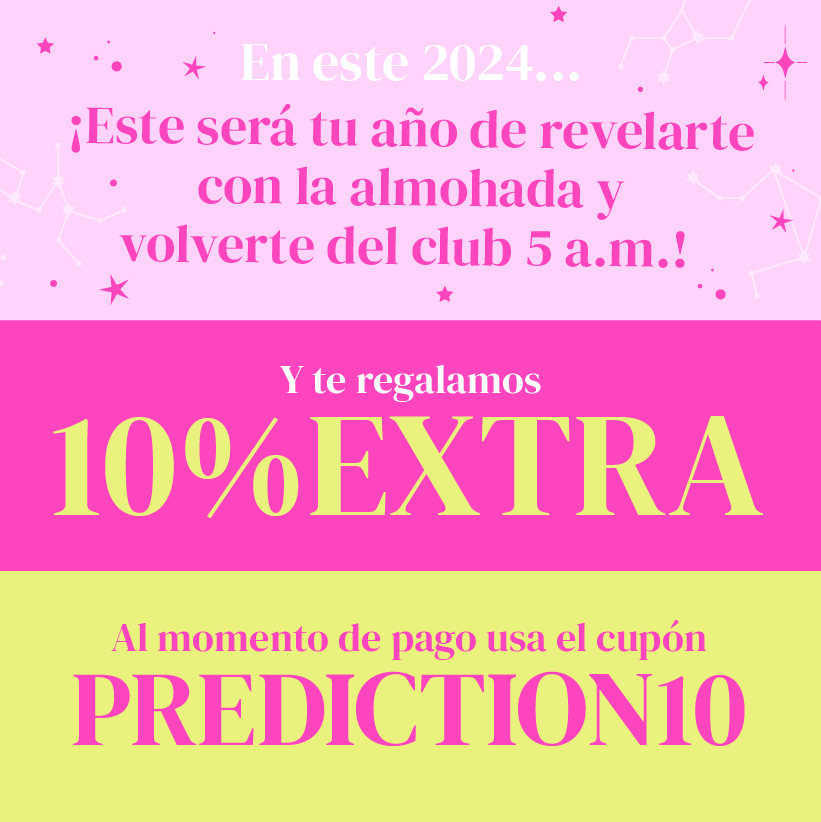 En este 2024...
¡Este será tu año de revelarte
con la almohada y
volverte del club 5 a.m.!
Y te regalamos
10%EXTRA
Al momento de pago usa el cupón
PREDICTION10